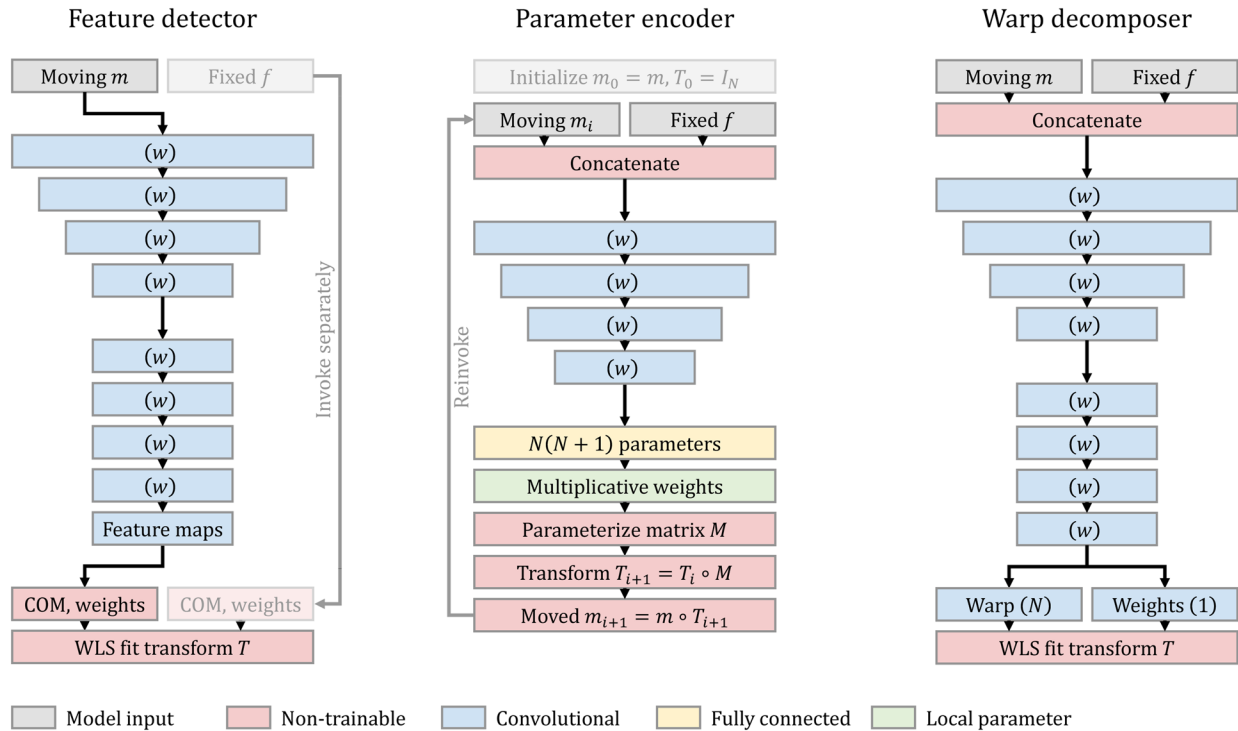 Feature detector
Moving m
Fixed f
(w)
(w)
(w)
(w)
Invoke separately
(w)
(w)
(w)
(w)
Feature maps
COM, weights
COM, weights
WLS fit transform T
Parameter encoder
Initialize m₀ = m, T₀ = I_N
Moving mᵢ
Fixed f
Concatenate
(w)
(w)
(w)
(w)
Reinvoke
N(N + 1) parameters
Multiplicative weights
Parameterize matrix M
Transform Tᵢ₊₁ = Tᵢ ∘ M
Moved mᵢ₊₁ = m ∘ Tᵢ₊₁
Warp decomposer
Moving m
Fixed f
Concatenate
(w)
(w)
(w)
(w)
(w)
(w)
(w)
(w)
Warp (N)
Weights (1)
WLS fit transform T
Model input
Non-trainable
Convolutional
Fully connected
Local parameter